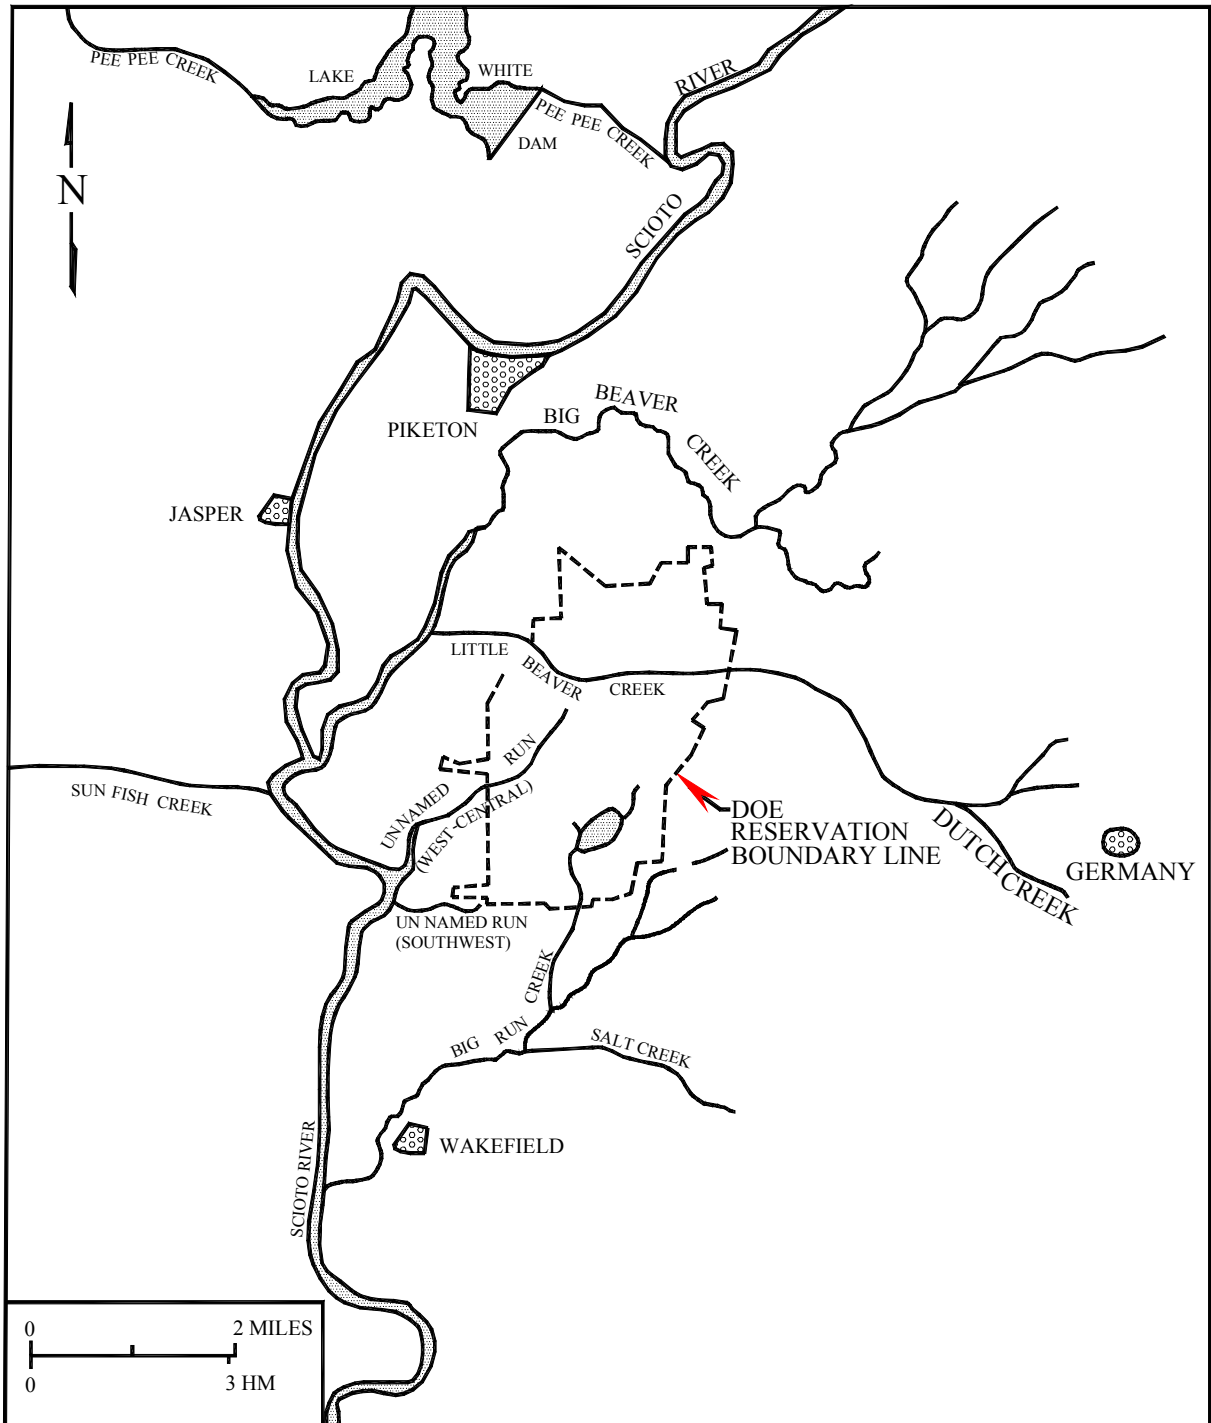 PEE PEE CREEK
LAKE
WHITE
DAM
PEE PEE CREEK
RIVER
N
SCIOTO
BIG
BEAVER
CREEK
PIKETON
JASPER
LITTLE
BEAVER
CREEK
UN NAMED
RUN
(WEST-CENTRAL)
SUN FISH CREEK
DOE
RESERVATION
BOUNDARY LINE
DUTCH CREEK
GERMANY
UN NAMED RUN
(SOUTHWEST)
BIG RUN
CREEK
SALT CREEK
WAKEFIELD
SCIOTO RIVER
0
2 MILES
0
3 HM